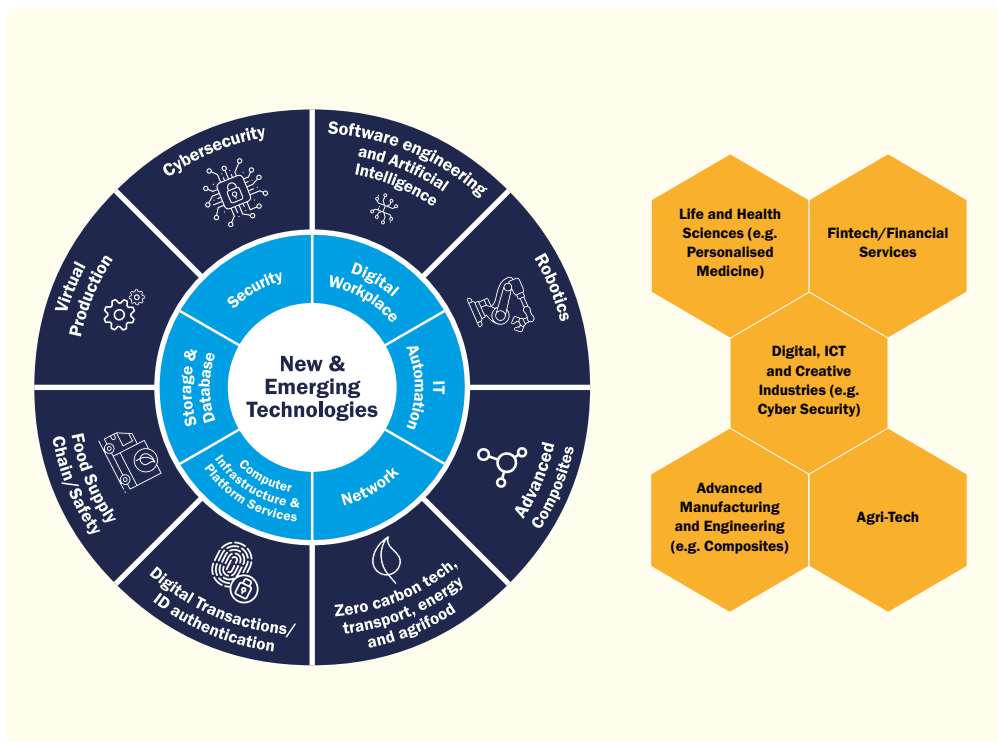 Cybersecurity
Software engineering
and Artificial
Intelligence
Robotics
Advanced
Composites
Zero carbon tech,
transport, energy
and agrifood
Digital Transactions/
ID authentication
Food Supply
Chain/Safety
Virtual
Production
Security
Digital
Workplace
IT
Automation
Network
Computer
Infrastructure &
Platform Services
Storage &
Database
New &
Emerging
Technologies
Life and Health
Sciences (e.g.
Personalised
Medicine)
Fintech/Financial
Services
Digital, ICT
and Creative
Industries (e.g.
Cyber Security)
Advanced
Manufacturing
and Engineering
(e.g. Composites)
Agri-Tech